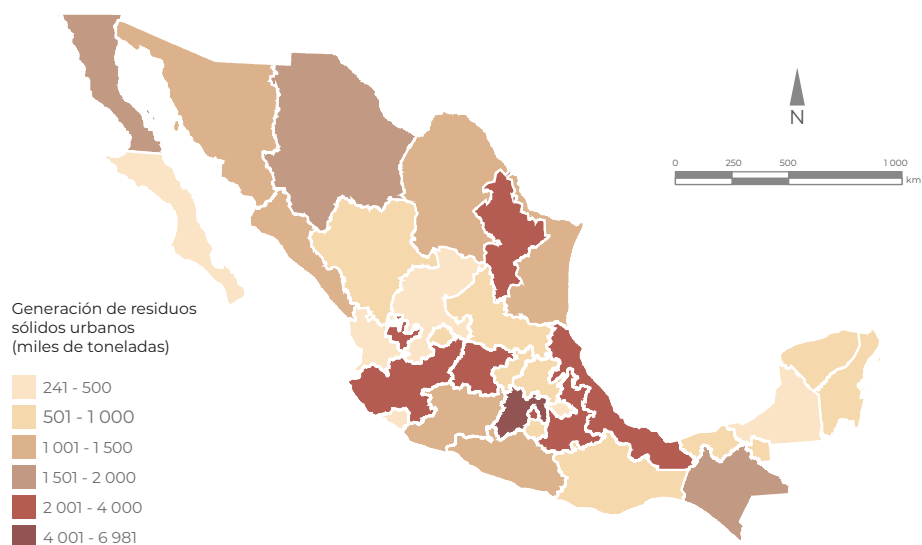 N
0 250 500 1 000
km
Generación de residuos
sólidos urbanos
(miles de toneladas)
241 - 500
501 - 1 000
1 001 - 1 500
1 501 - 2 000
2 001 - 4 000
4 001 - 6 981